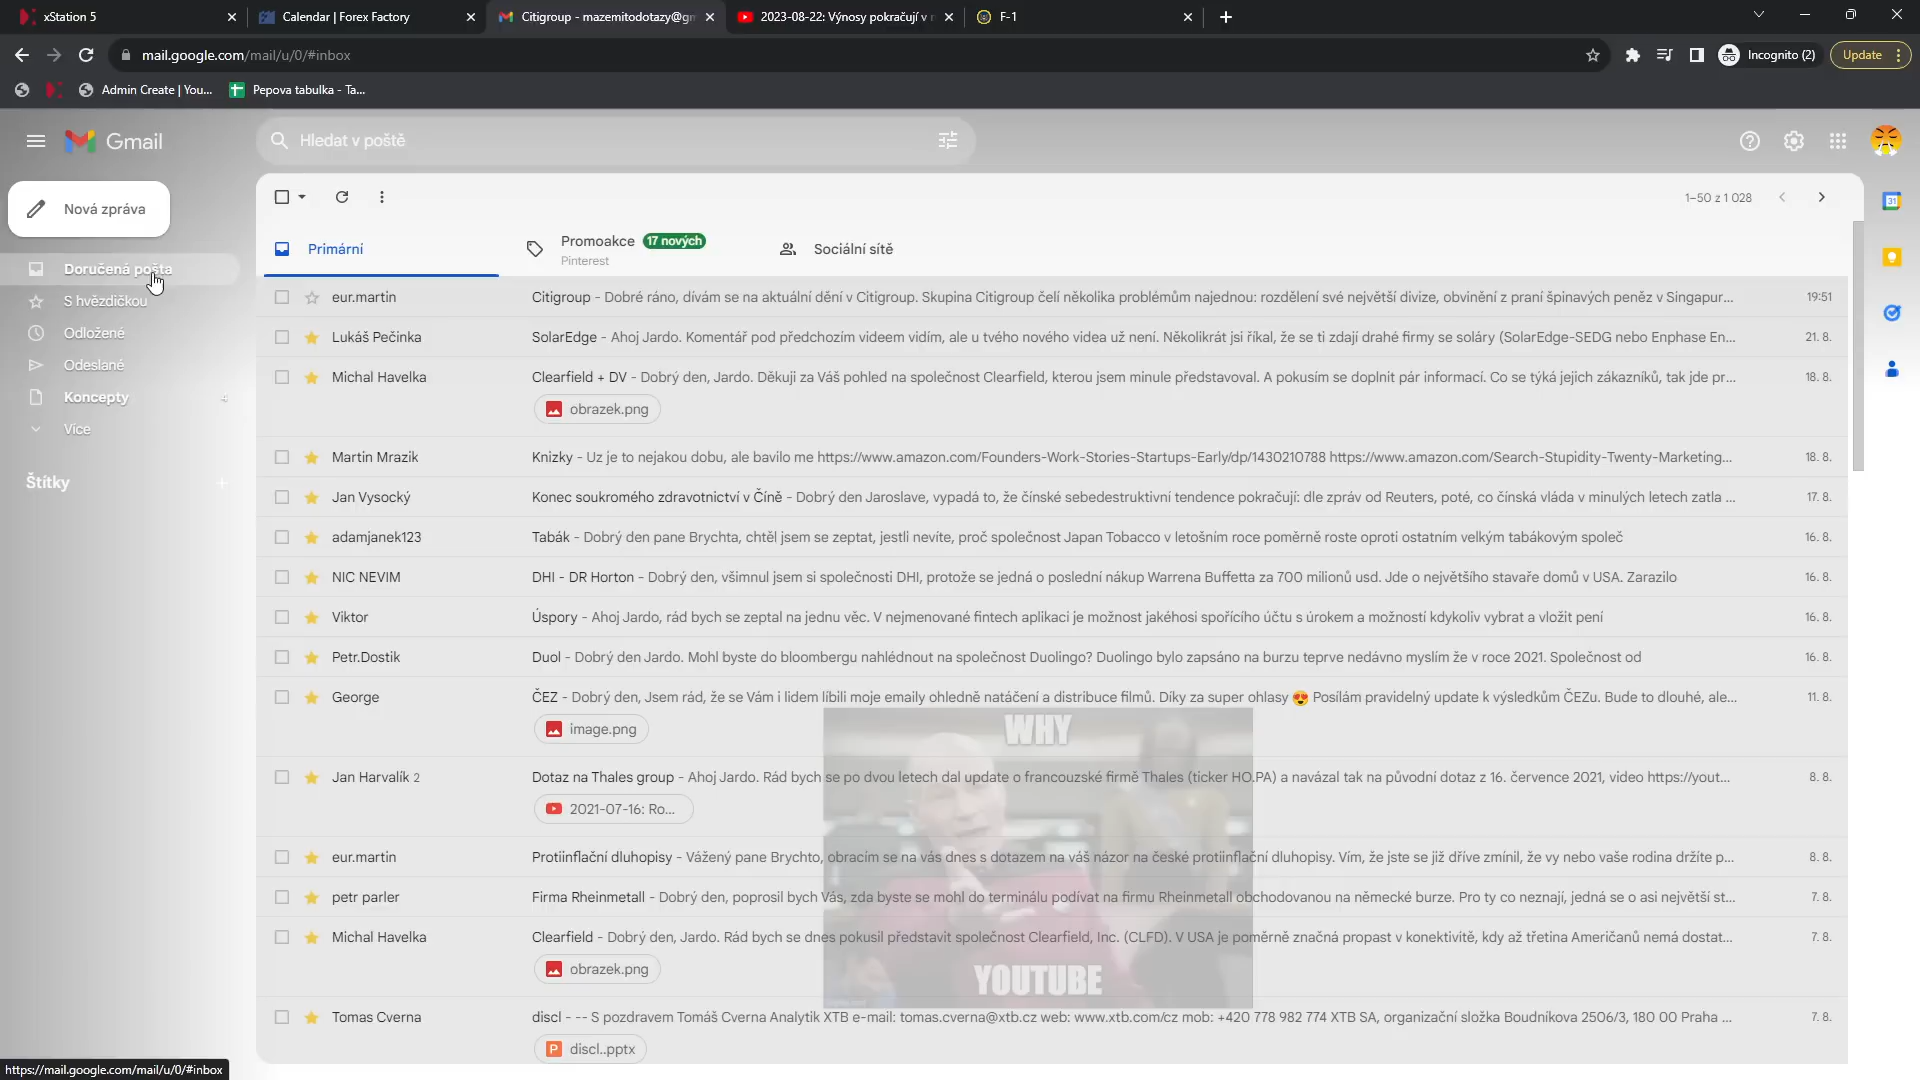 xStation 5
Calendar | Forex Factory
Citigroup - mazemitodotazy@gm
2023-08-22: Výnosy pokračují v n
F-1
mail.google.com/mail/u/0/#inbox
Incognito (2)
Update
Admin Create | You...
Pepova tabulka - Ta...
Gmail
Hledat v poště
Nová zpráva
1–50 z 1 028
Primární
Promoakce 17 nových
Pinterest
Sociální sítě
Doručená pošta
S hvězdičkou
Odložené
Odeslané
Koncepty
Více
Štítky
eur.martin Citigroup - Dobré ráno, dívám se na aktuální dění v Citigroup. Skupina Citigroup čelí několika problémům najednou: rozdělení své největší divize, obvinění z praní špinavých peněz v Singapur... 19:51
Lukáš Pečinka SolarEdge - Ahoj Jardo. Komentář pod předchozím videem vidím, ale u tvého nového videa už není. Několikrát jsi říkal, že se ti zdají drahé firmy se soláry (SolarEdge-SEDG nebo Enphase En... 21. 8.
Michal Havelka Clearfield + DV - Dobrý den, Jardo. Děkuji za Váš pohled na společnost Clearfield, kterou jsem minule představoval. A pokusím se doplnit pár informací. Co se týká jejich zákazníků, tak jde pr... 18. 8.
obrazek.png
Martin Mrazik Knizky - Uz je to nejakou dobu, ale bavilo me https://www.amazon.com/Founders-Work-Stories-Startups-Early/dp/1430210788 https://www.amazon.com/Search-Stupidity-Twenty-Marketing... 18. 8.
Jan Vysocký Konec soukromého zdravotnictví v Číně - Dobrý den Jaroslave, vypadá to, že čínské sebedestruktivní tendence pokračují: dle zpráv od Reuters, poté, co čínská vláda v minulých letech zatla ... 17. 8.
adamjanek123 Tabák - Dobrý den pane Brychta, chtěl jsem se zeptat, jestli nevíte, proč společnost Japan Tobacco v letošním roce poměrně roste oproti ostatním velkým tabákovým společ 16. 8.
NIC NEVIM DHI - DR Horton - Dobrý den, všimnul jsem si společnosti DHI, protože se jedná o poslední nákup Warrena Buffetta za 700 milionů usd. Jde o největšího stavaře domů v USA. Zarazilo 16. 8.
Viktor Úspory - Ahoj Jardo, rád bych se zeptal na jednu věc. V nejmenované fintech aplikaci je možnost jakéhosi spořícího účtu s úrokem a možností kdykoliv vybrat a vložit pení 16. 8.
Petr.Dostik Duol - Dobrý den Jardo. Mohl byste do bloombergu nahlédnout na společnost Duolingo? Duolingo bylo zapsáno na burzu teprve nedávno myslím že v roce 2021. Společnost od 16. 8.
George ČEZ - Dobrý den, Jsem rád, že se Vám i lidem líbili moje emaily ohledně natáčení a distribuce filmů. Díky za super ohlasy 😍 Posílám pravidelný update k výsledkům ČEZu. Bude to dlouhé, ale... 11. 8.
image.png
WHY
Jan Harvalík 2 Dotaz na Thales group - Ahoj Jardo. Rád bych se po dvou letech dal update o francouzské firmě Thales (ticker HO.PA) a navázal tak na původní dotaz z 16. července 2021, video https://yout... 8. 8.
2021-07-16: Ro...
eur.martin Protiinflační dluhopisy - Vážený pane Brychto, obracím se na vás dnes s dotazem na váš názor na české protiinflační dluhopisy. Vím, že jste se již dříve zmínil, že vy nebo vaše rodina držíte p... 8. 8.
petr parler Firma Rheinmetall - Dobrý den, poprosil bych Vás, zda byste se mohl do terminálu podívat na firmu Rheinmetall obchodovanou na německé burze. Pro ty co neznají, jedná se o asi největší st... 7. 8.
Michal Havelka Clearfield - Dobrý den, Jardo. Rád bych se dnes pokusil představit společnost Clearfield, Inc. (CLFD). V USA je poměrně značná propast v konektivitě, kdy až třetina Američanů nemá dostat... 7. 8.
obrazek.png
YOUTUBE
Tomas Cverna discl - -- S pozdravem Tomáš Cverna Analytik XTB e-mail: tomas.cverna@xtb.cz web: www.xtb.com/cz mob: +420 778 982 774 XTB SA, organizační složka Boudníkova 2506/3, 180 00 Praha ... 7. 8.
discl..pptx
https://mail.google.com/mail/u/0/#inbox